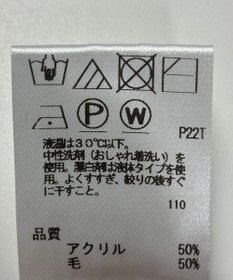 P W
P22T
液温は30℃以下。
中性洗剤(おしゃれ着洗い)を
使用。漂白剤は液体タイプを使
用。よくすすぎ、絞りの後すぐ
に干すこと。
110
品質
アクリル 50%
毛 50%